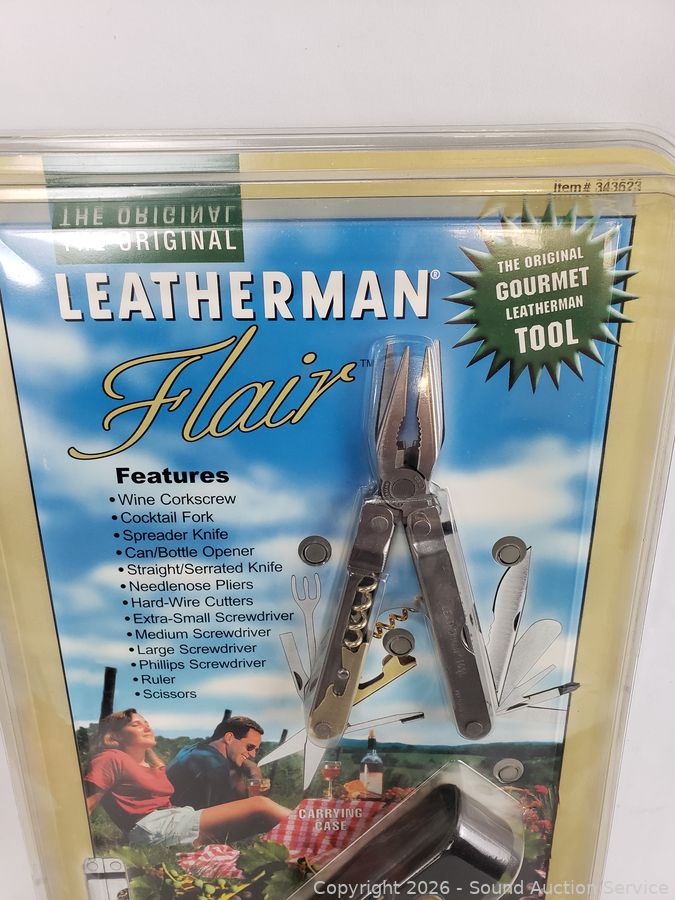 Item# 343623
THE ORIGINAL
THE ORIGINAL
LEATHERMAN®
Flair™
THE ORIGINAL
GOURMET
LEATHERMAN
TOOL
Features
• Wine Corkscrew
• Cocktail Fork
• Spreader Knife
• Can/Bottle Opener
• Straight/Serrated Knife
• Needlenose Pliers
• Hard-Wire Cutters
• Extra-Small Screwdriver
• Medium Screwdriver
• Large Screwdriver
• Phillips Screwdriver
• Ruler
• Scissors
CARRYING
CASE
Copyright 2026 - Sound Auction Service